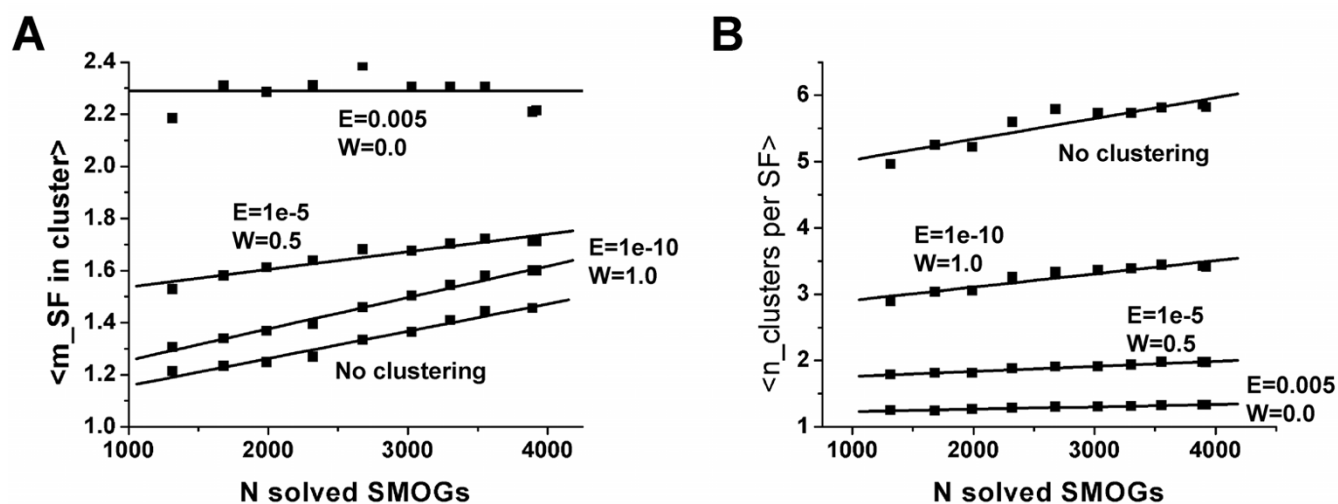 A
<m_SF in cluster>
2.4
2.2
2.0
1.8
1.6
1.4
1.2
1.0
E=0.005
W=0.0
E=1e-5
W=0.5
E=1e-10
W=1.0
No clustering
1000
2000
3000
4000
N solved SMOGs
B
<n_clusters per SF>
6
5
4
3
2
1
No clustering
E=1e-10
W=1.0
E=1e-5
W=0.5
E=0.005
W=0.0
1000
2000
3000
4000
N solved SMOGs